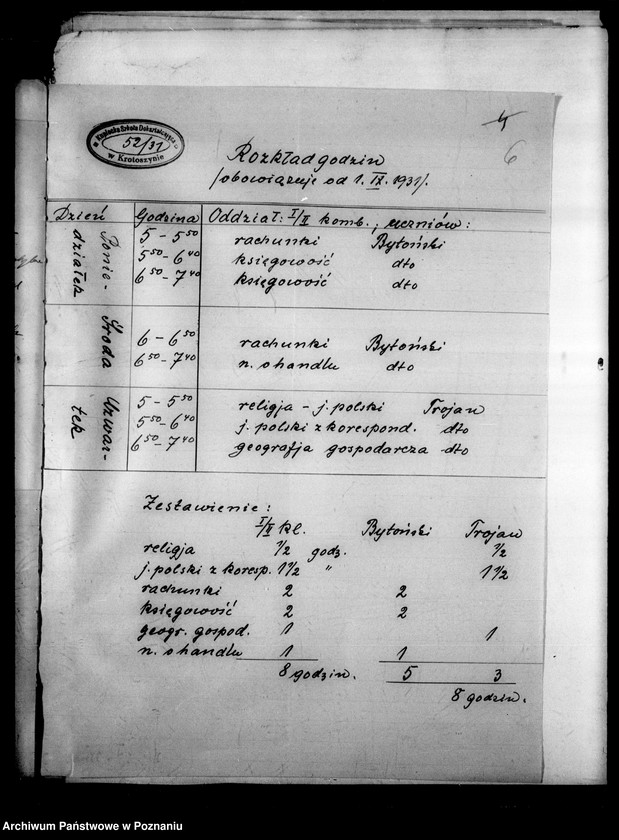 Kupiecka Szkoła Dokształcająca
52/31
w Krotoszynie
4
6
Rozkład godzin
/obowiązuje od 1. IX. 1931/.
Dzień Godzina Oddział: I/II komb., uczniów:
Ponie-
działek
5 – 5⁵⁰ rachunki Bytoński
5⁵⁰ – 6⁴⁰ księgowość dto
6⁵⁰ – 7⁴⁰ księgowość dto
Środa
6 – 6⁵⁰ rachunki Bytoński
6⁵⁰ – 7⁴⁰ n. o handlu dto
Czwar-
tek
5 – 5⁵⁰ religja – j. polski Trojan
5⁵⁰ – 6⁴⁰ j. polski z korespond. dto
6⁵⁰ – 7⁴⁰ geografja gospodarcza dto
Zestawienie:
I/II kl. Bytoński Trojan
religja 1/2 godz. 1/2
j. polski z koresp. 1 1/2 " 1 1/2
rachunki 2 2
księgowość 2 2
geogr. gospod. 1 1
n. o handlu 1 1
8 godzin. 5 3
8 godzin.
Archiwum Państwowe w Poznaniu